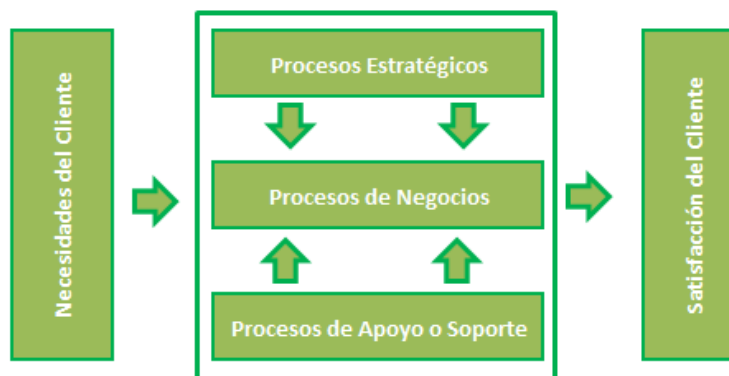 Necesidades del Cliente
Procesos Estratégicos
Procesos de Negocios
Procesos de Apoyo o Soporte
Satisfacción del Cliente